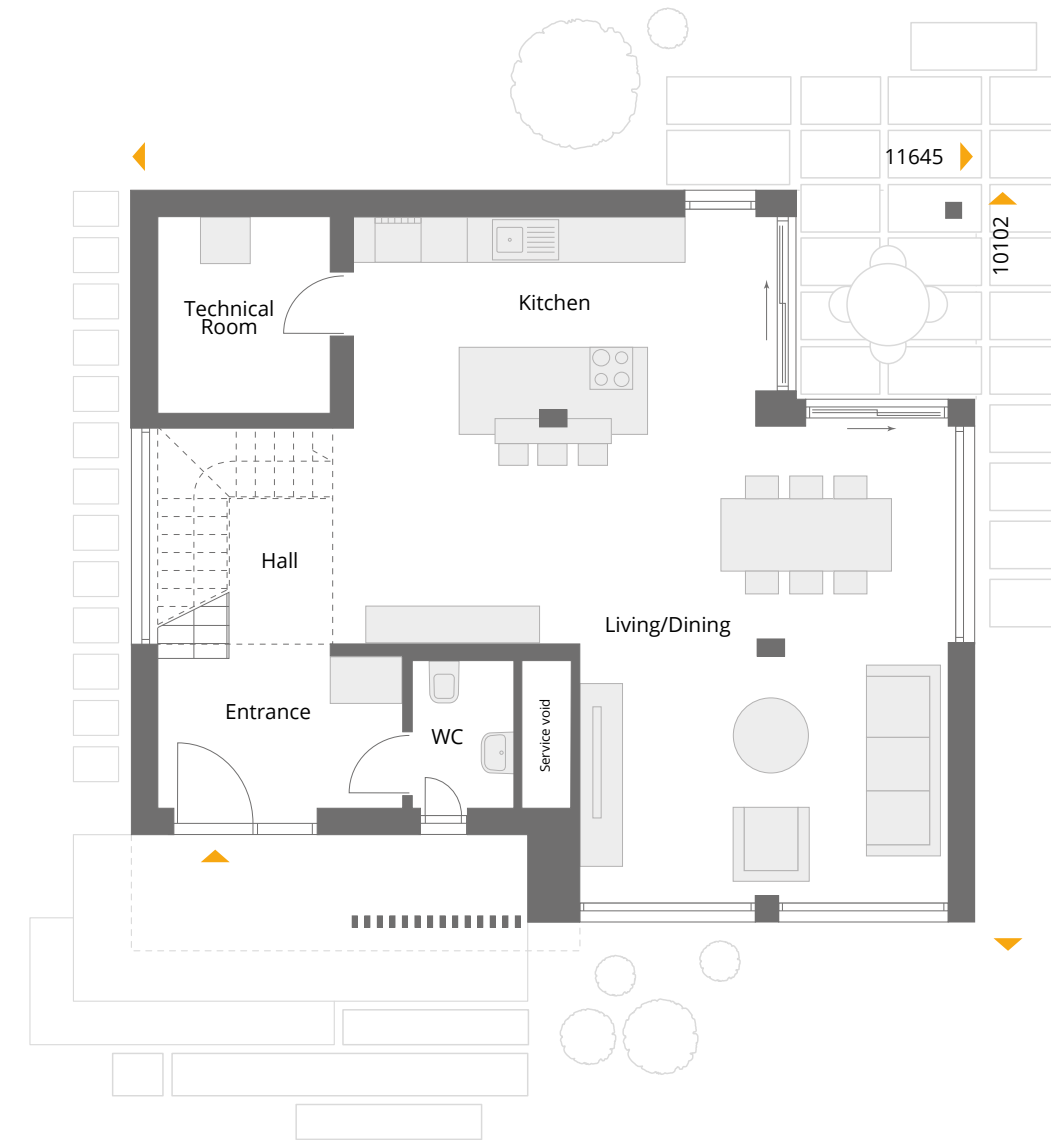 11645
10102
Technical
Room
Kitchen
Hall
Living/Dining
Entrance
WC
Service void